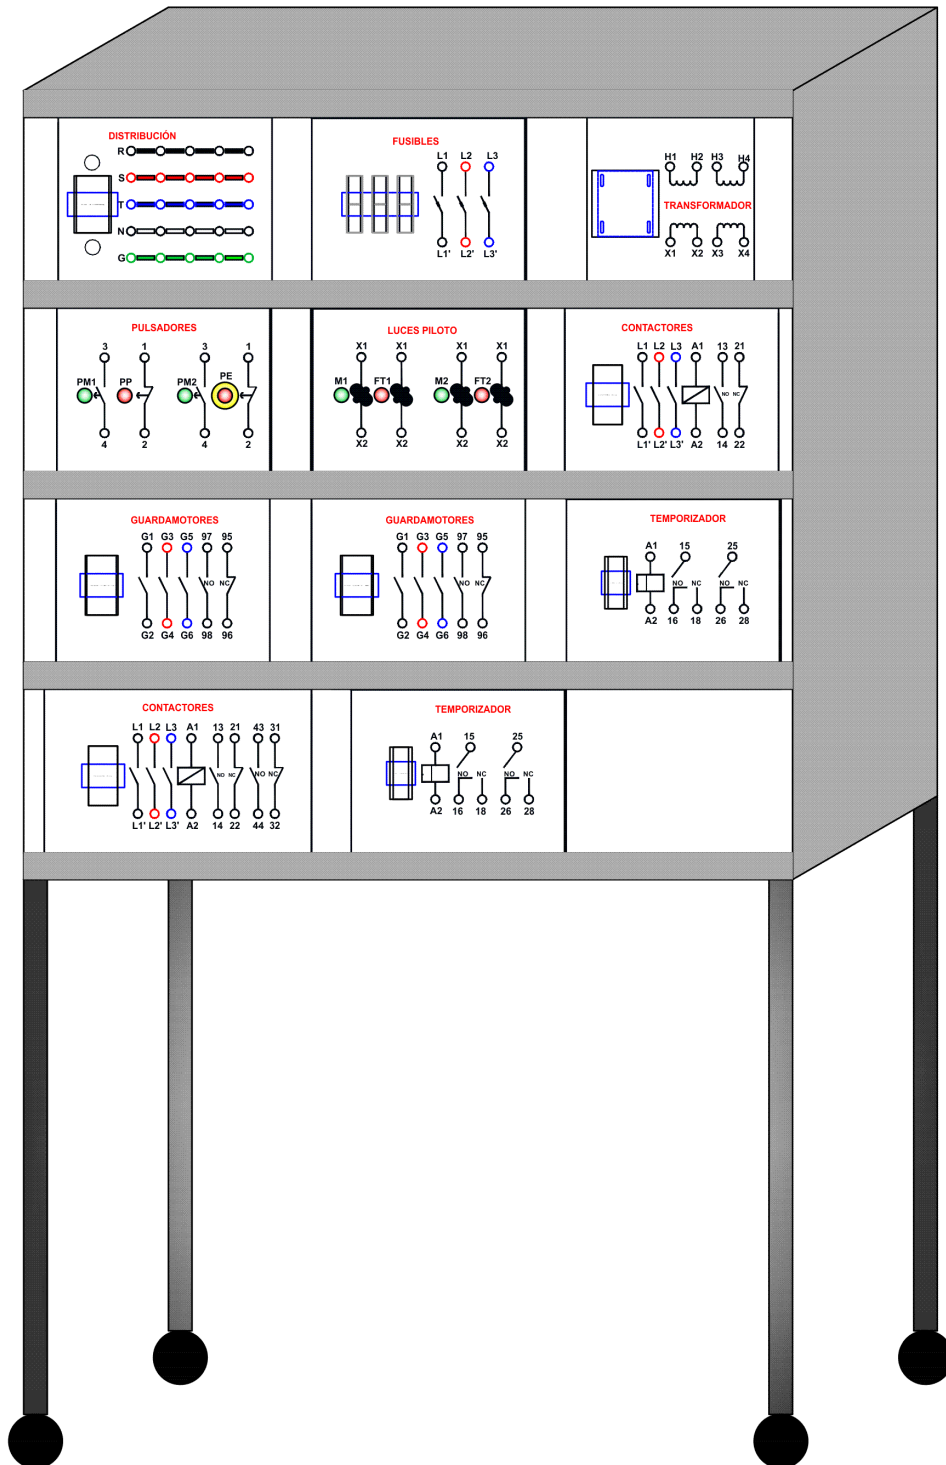 DISTRIBUCIÓN
R
S
T
N
G
FUSIBLES
L1 L2 L3
L1' L2' L3'
H1 H2 H3 H4
TRANSFORMADOR
X1 X2 X3 X4
PULSADORES
3 1 3 1
PM1 PP PM2 PE
4 2 4 2
LUCES PILOTO
X1 X1 X1 X1
M1 FT1 M2 FT2
X2 X2 X2 X2
CONTACTORES
L1 L2 L3 A1 13 21
NO NC
L1' L2' L3' A2 14 22
GUARDAMOTORES
G1 G3 G5 97 95
NO NC
G2 G4 G6 98 96
GUARDAMOTORES
G1 G3 G5 97 95
NO NC
G2 G4 G6 98 96
TEMPORIZADOR
A1 15 25
NO NC NO NC
A2 16 18 26 28
CONTACTORES
L1 L2 L3 A1 13 21 43 31
NO NC NO NC
L1' L2' L3' A2 14 22 44 32
TEMPORIZADOR
A1 15 25
NO NC NO NC
A2 16 18 26 28